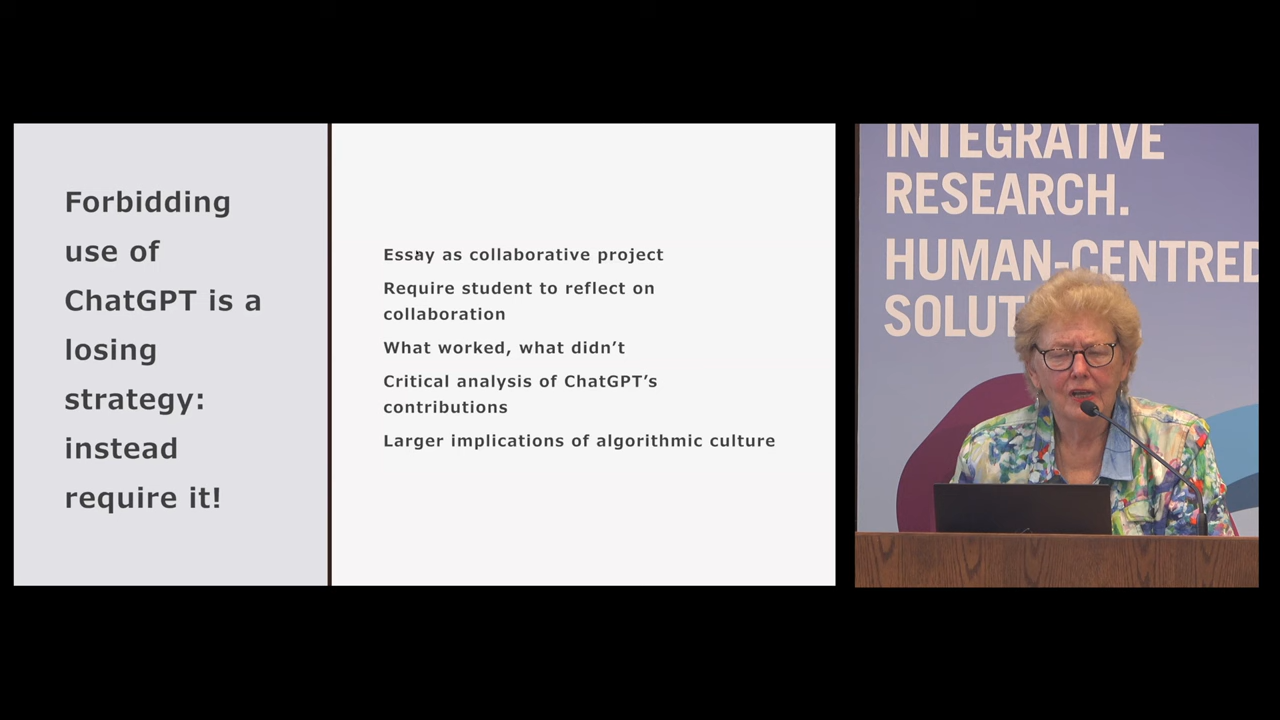 Forbidding
use of
ChatGPT is a
losing
strategy:
instead
require it!
Essay as collaborative project
Require student to reflect on
collaboration
What worked, what didn’t
Critical analysis of ChatGPT’s
contributions
Larger implications of algorithmic culture
INTEGRATIVE
RESEARCH.
HUMAN-CENTRED
SOLUT